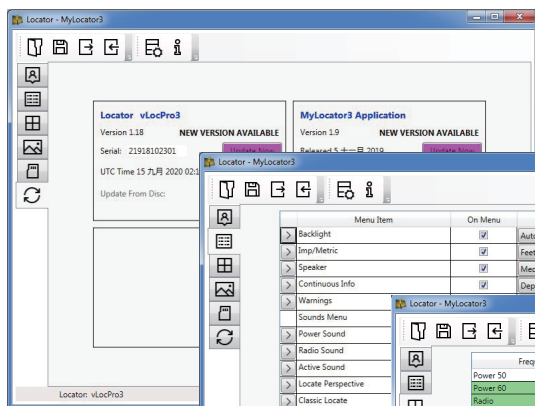 Locator - MyLocator3
Locator vLocPro3
Version 1.18 NEW VERSION AVAILABLE
Serial: 21918102301 Update Now
UTC Time 15 九月 2020 02:1
Update From Disc:
MyLocator3 Application
Version 1.9 NEW VERSION AVAILABLE
Released 5 十一月 2019 Update Now
Locator: vLocPro3
Locator - MyLocator3
Menu Item On Menu
Backlight Auto
Imp/Metric Feet
Speaker Med
Continuous Info Dep
Warnings
Sounds Menu
Power Sound
Radio Sound
Active Sound
Locate Perspective
Classic Locate
Locator - MyLocator3
Frequ
Power 50
Power 60
Radio